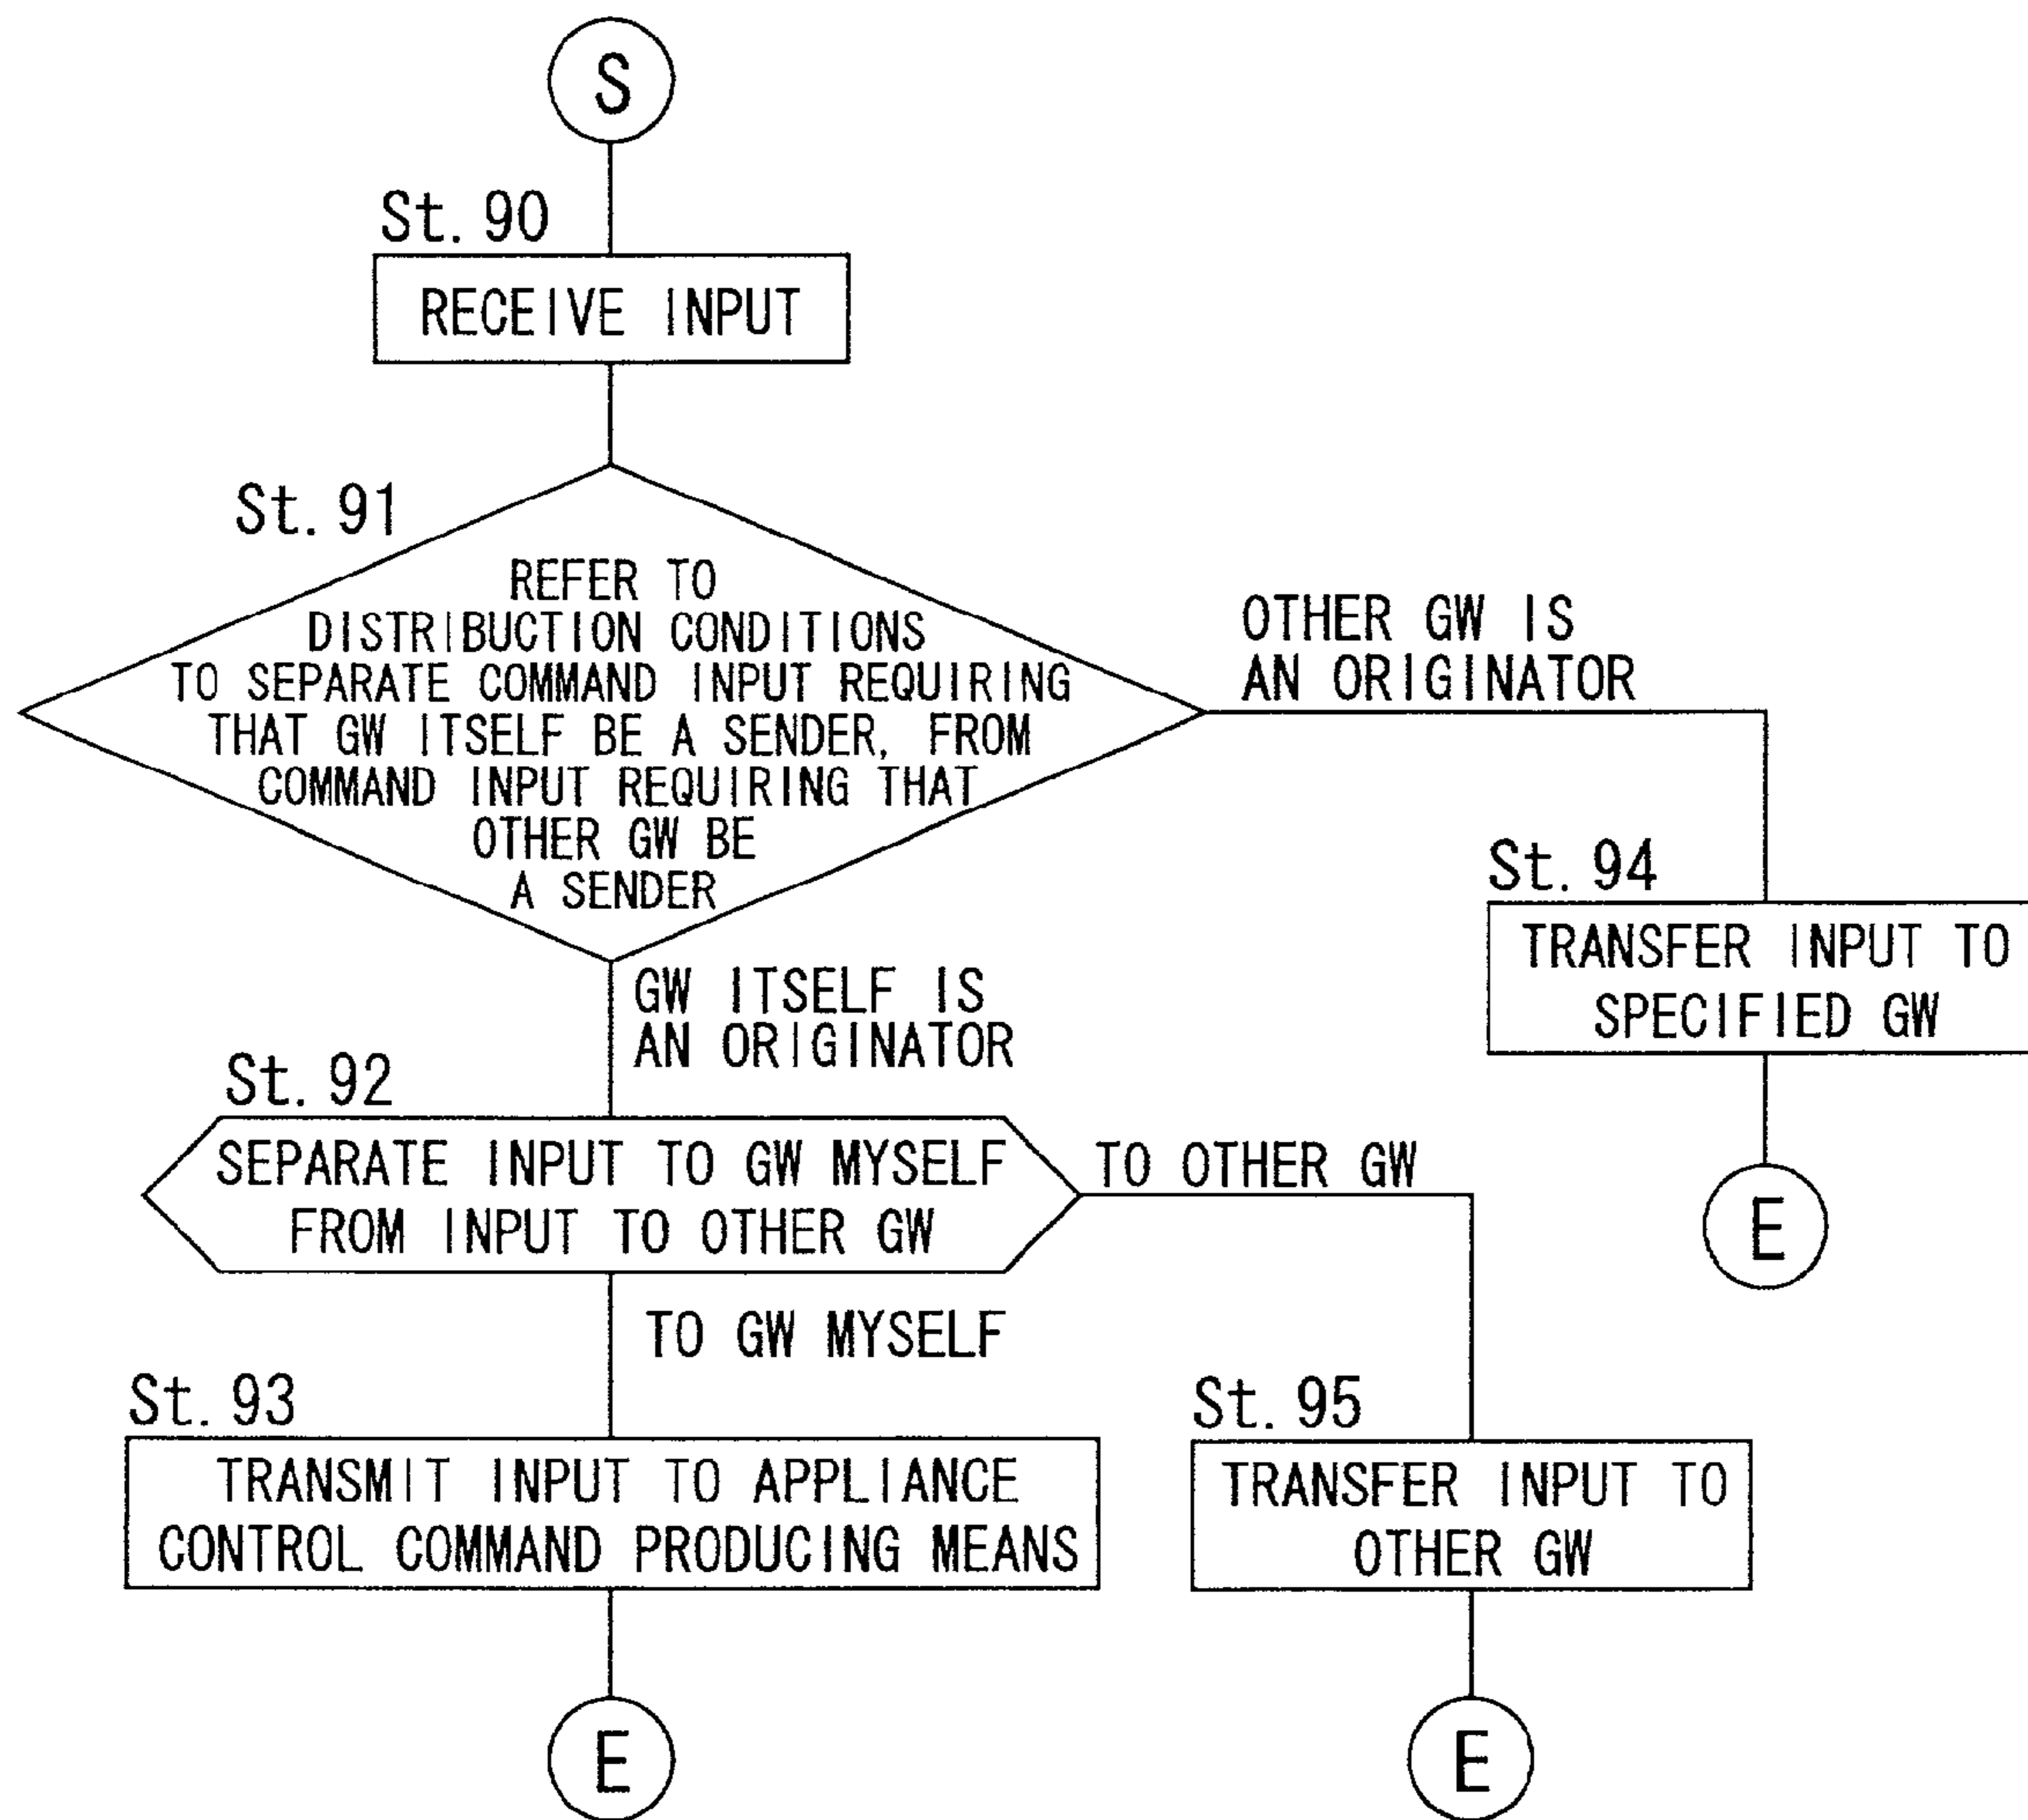 S
St. 90
RECEIVE INPUT
St. 91
REFER TO
DISTRIBUCTION CONDITIONS
TO SEPARATE COMMAND INPUT REQUIRING
THAT GW ITSELF BE A SENDER, FROM
COMMAND INPUT REQUIRING THAT
OTHER GW BE
A SENDER
OTHER GW IS
AN ORIGINATOR
St. 94
TRANSFER INPUT TO
SPECIFIED GW
E
GW ITSELF IS
AN ORIGINATOR
St. 92
SEPARATE INPUT TO GW MYSELF
FROM INPUT TO OTHER GW
TO OTHER GW
TO GW MYSELF
St. 93
TRANSMIT INPUT TO APPLIANCE
CONTROL COMMAND PRODUCING MEANS
E
St. 95
TRANSFER INPUT TO
OTHER GW
E